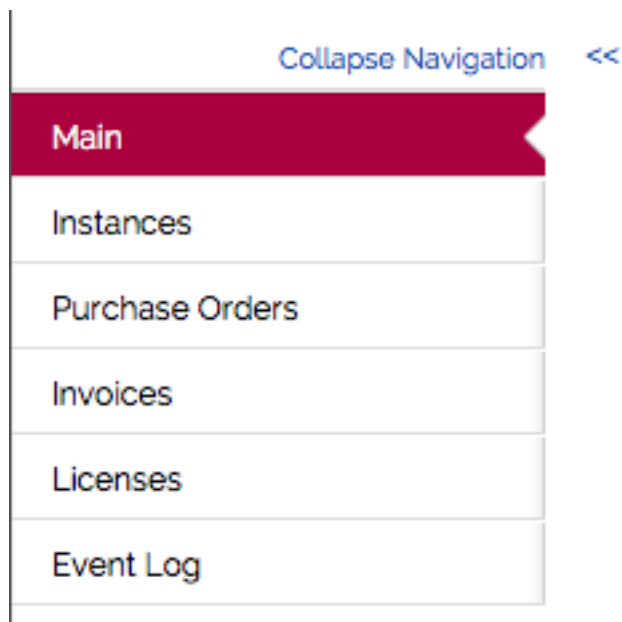 Collapse Navigation <<
Main
Instances
Purchase Orders
Invoices
Licenses
Event Log